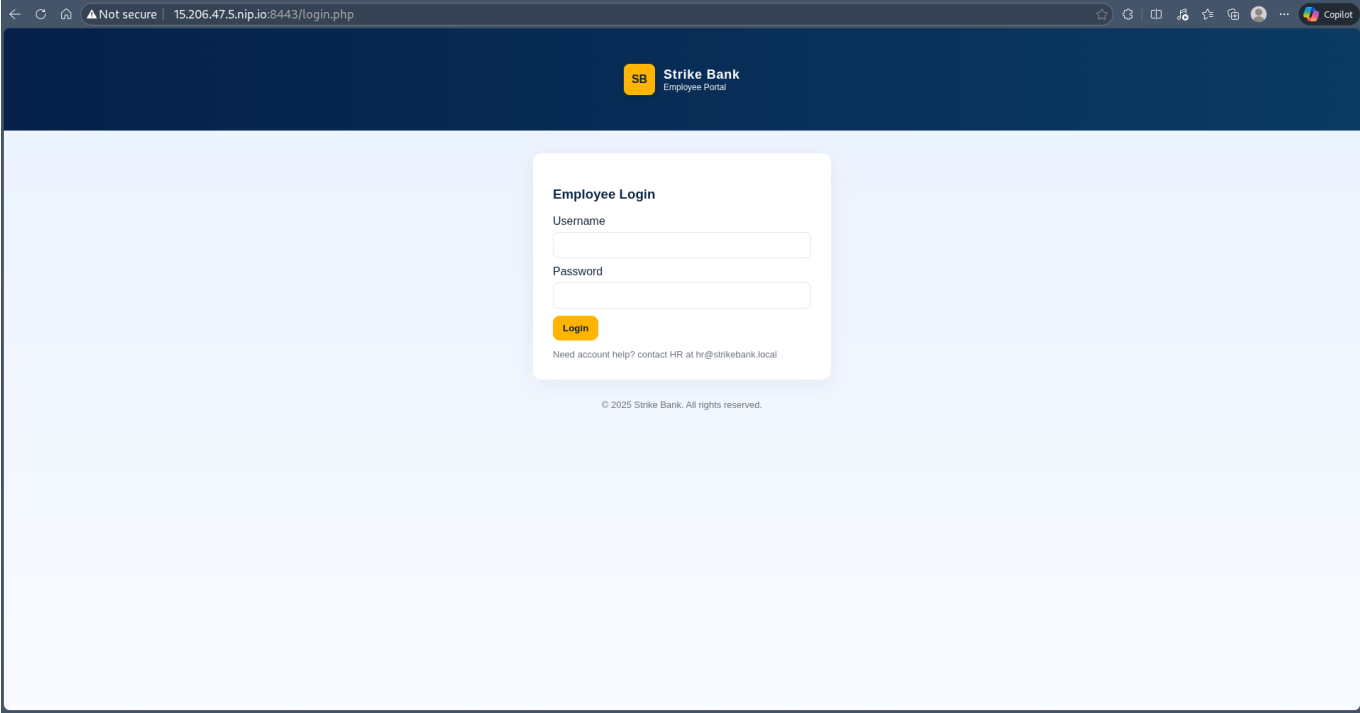 Not secure 15.206.47.5.nip.io:8443/login.php
Copilot
SB
Strike Bank
Employee Portal
Employee Login
Username
Password
Login
Need account help? contact HR at hr@strikebank.local
© 2025 Strike Bank. All rights reserved.